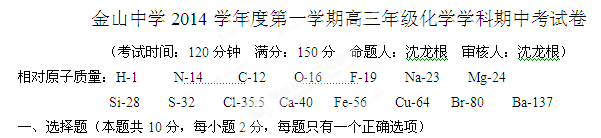 金山中学 2014 学年度第一学期高三年级化学学科期中考试卷
(考试时间：120 分钟 满分：150 分 命题人：沈龙根 审核人：沈龙根)
相对原子质量：H-1 N-14 C-12 O-16 F-19 Na-23 Mg-24
Si-28 S-32 Cl-35.5 Ca-40 Fe-56 Cu-64 Br-80 Ba-137
一、选择题（本题共 10 分，每小题 2 分，每题只有一个正确选项）